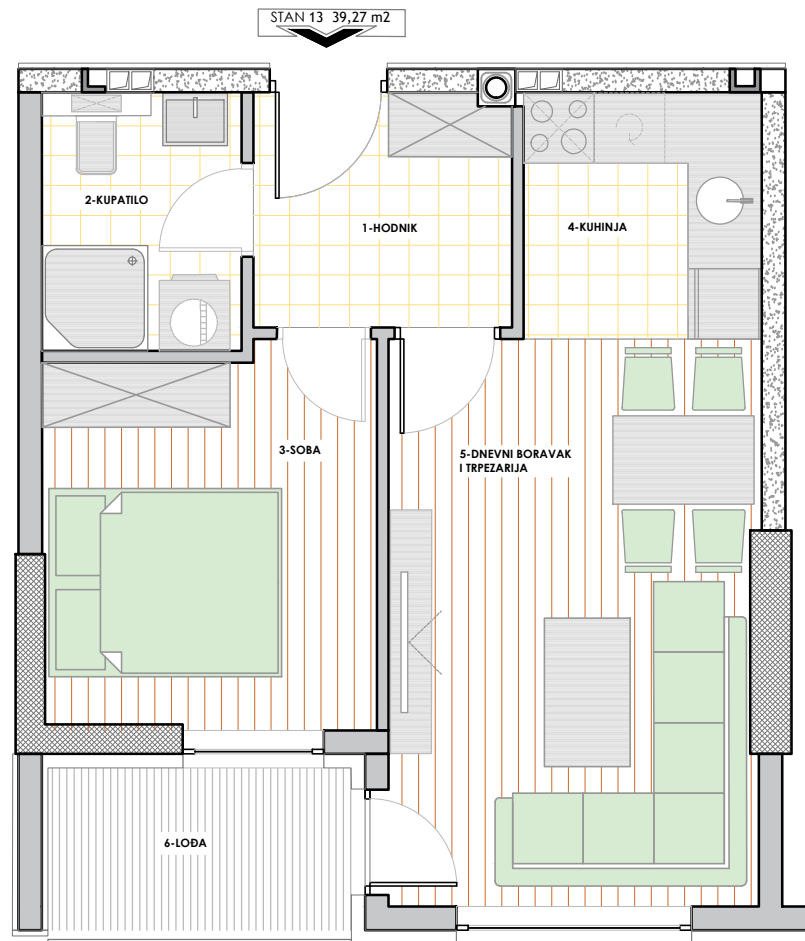 STAN 13 39,27 m2
2-KUPATILO
1-HODNIK
4-KUHINJA
3-SOBA
5-DNEVNI BORAVAK
I TRPEZARIJA
6-LOĐA